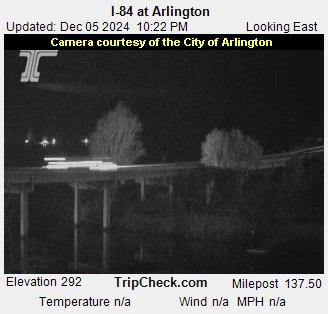 I-84 at Arlington
Updated: Dec 05 2024 10:22 PM Looking East
Camera courtesy of the City of Arlington
Elevation 292 TripCheck.com Milepost 137.50
Temperature n/a Wind n/a MPH n/a